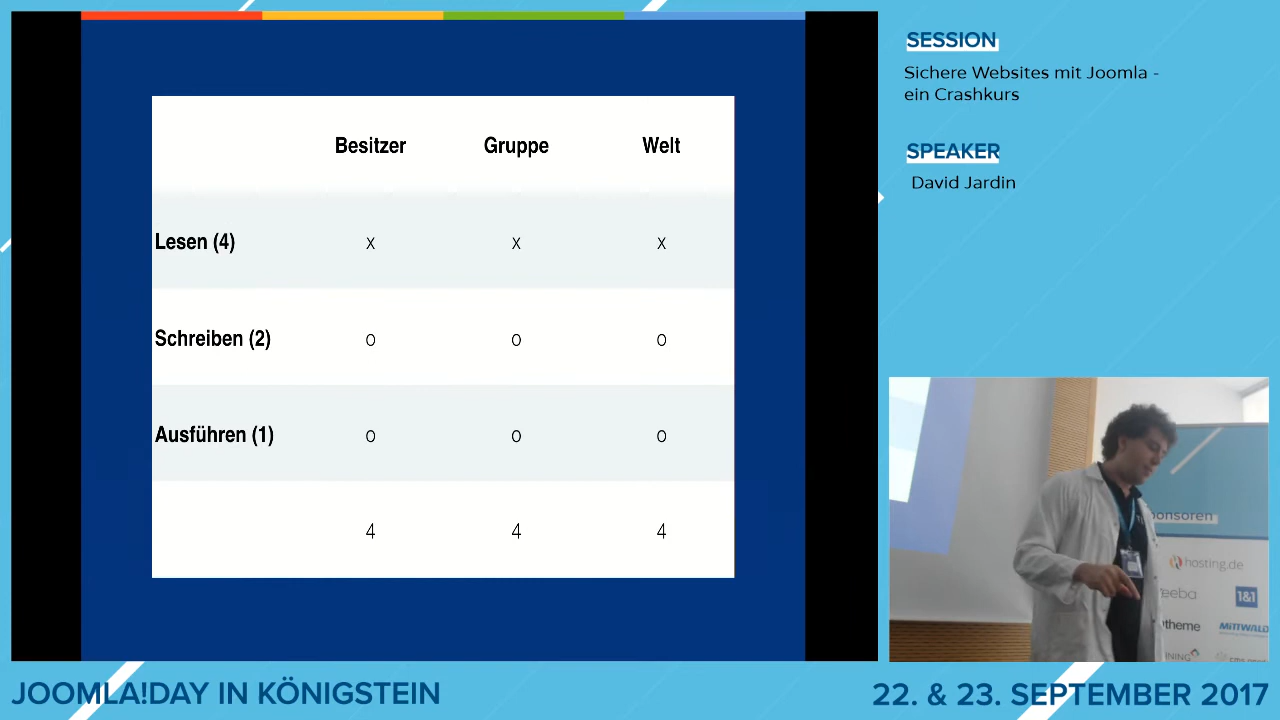 SESSION
Sichere Websites mit Joomla -
ein Crashkurs
SPEAKER
David Jardin
Besitzer Gruppe Welt
Lesen (4) x x x
Schreiben (2) o o o
Ausführen (1) o o o
4 4 4
hosting.de
1&1
MITTWALD
JOOMLA!DAY IN KÖNIGSTEIN
22. & 23. SEPTEMBER 2017